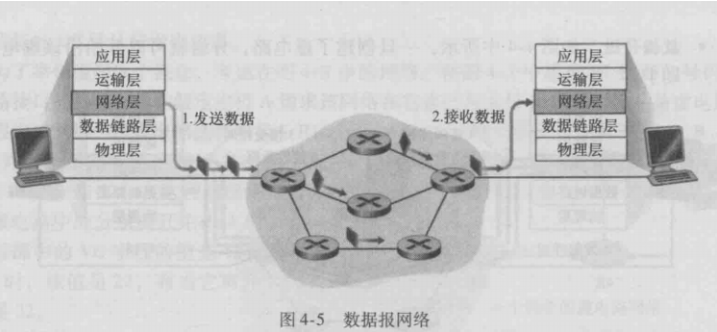 应用层
运输层
网络层
数据链路层
物理层
1.发送数据
2.接收数据
应用层
运输层
网络层
数据链路层
物理层
图 4-5 数据报网络